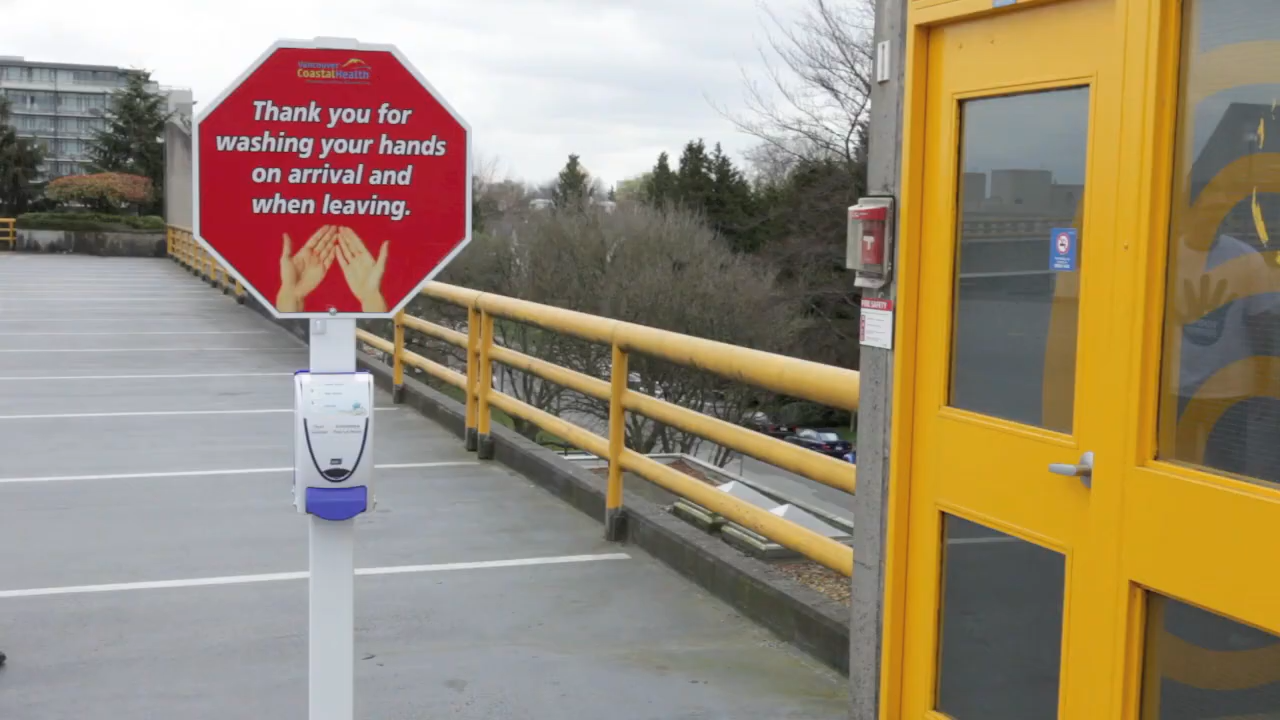 Vancouver
CoastalHealth
Thank you for
washing your hands
on arrival and
when leaving.
FIRE SAFETY